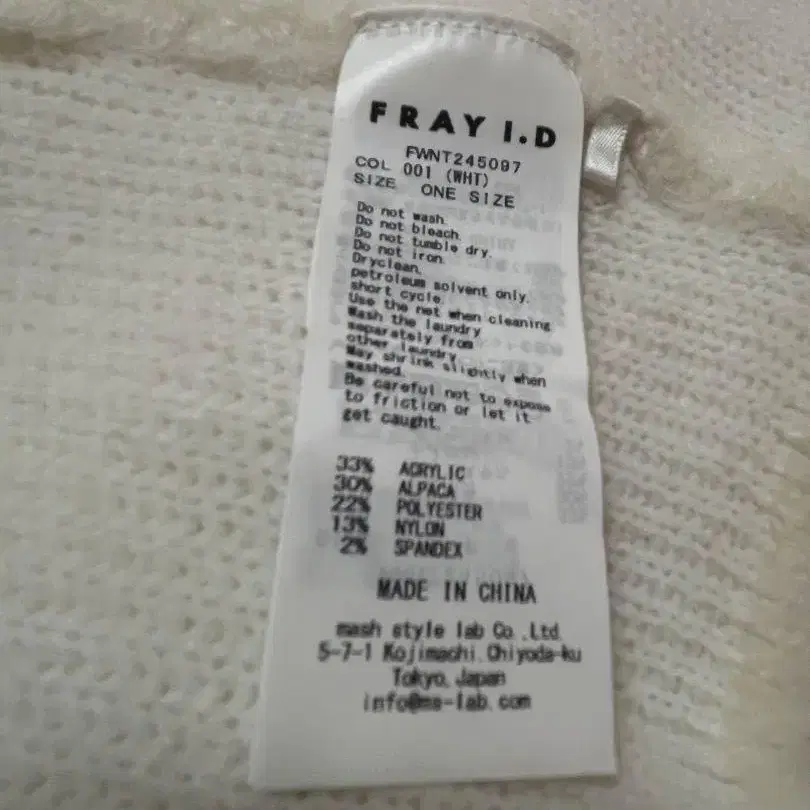 FRAY I.D
FWNT245097
COL 001 (WHT)
SIZE ONE SIZE
Do not wash.
Do not bleach.
Do not tumble dry.
Do not iron.
Dryclean.
petroleum solvent only.
short cycle.
Use the net when cleaning
Wash the laundry
separately from
other laundry.
May shrink slightly when
washed.
Be careful not to expose
to friction or let it
get caught.
33% ACRYLIC
30% ALPACA
22% POLYESTER
13% NYLON
2% SPANDEX
MADE IN CHINA
mash style lab Co.,Ltd.
5-7-1 Kojimachi,Chiyoda-ku
Tokyo,Japan
info@ms-lab.com